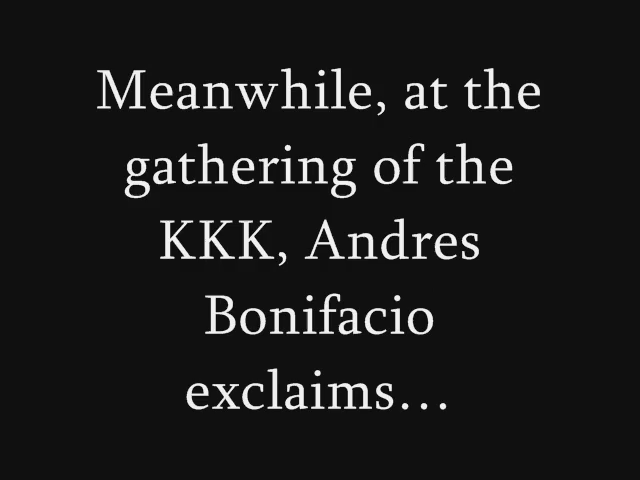 Meanwhile, at the
gathering of the
KKK, Andres
Bonifacio
exclaims…